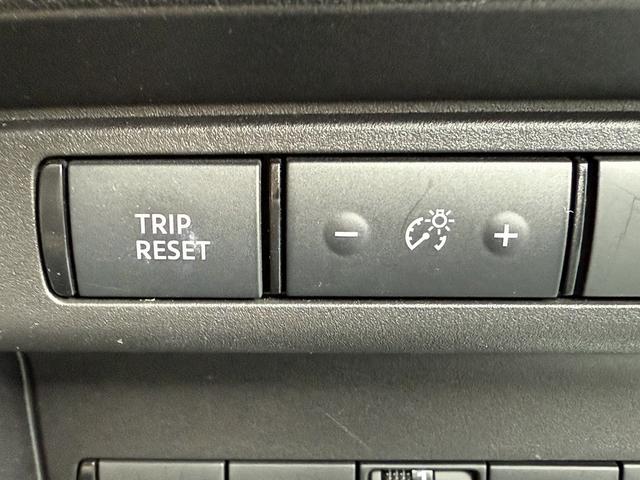 TRIP
RESET
- +